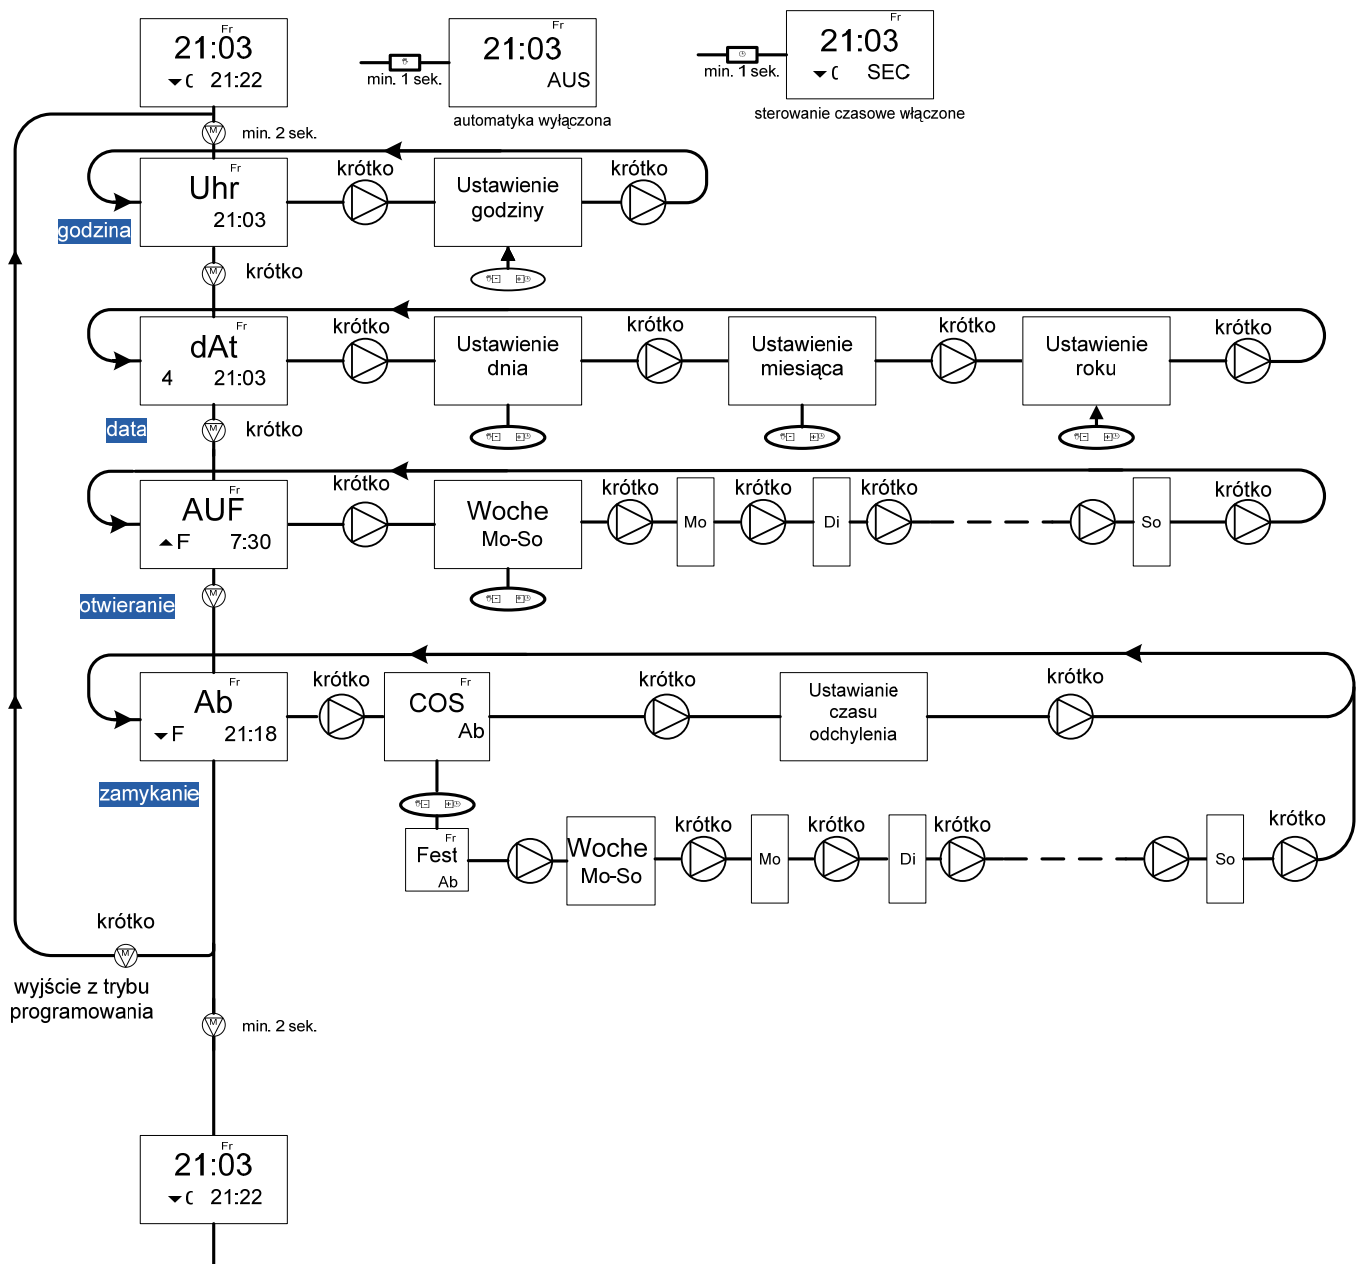 Fr
21:03
21:22
min. 1 sek.
Fr
21:03
AUS
automatyka wyłączona
min. 1 sek.
Fr
21:03
SEC
sterowanie czasowe włączone
M
min. 2 sek.
Fr
Uhr
21:03
godzina
krótko
Ustawienie
godziny
krótko
M
krótko
Fr
dAt
4 21:03
data
krótko
Ustawienie
dnia
krótko
Ustawienie
miesiąca
krótko
Ustawienie
roku
krótko
M
krótko
Fr
AUF
F 7:30
otwieranie
krótko
Woche
Mo-So
krótko
Mo
krótko
Di
krótko
So
krótko
M
Fr
Ab
F 21:18
zamykanie
krótko
Fr
COS
Ab
krótko
Ustawianie
czasu
odchylenia
krótko
Fr
Fest
Ab
Woche
Mo-So
krótko
Mo
krótko
Di
krótko
So
krótko
krótko
M
wyjście z trybu
programowania
M
min. 2 sek.
Fr
21:03
21:22